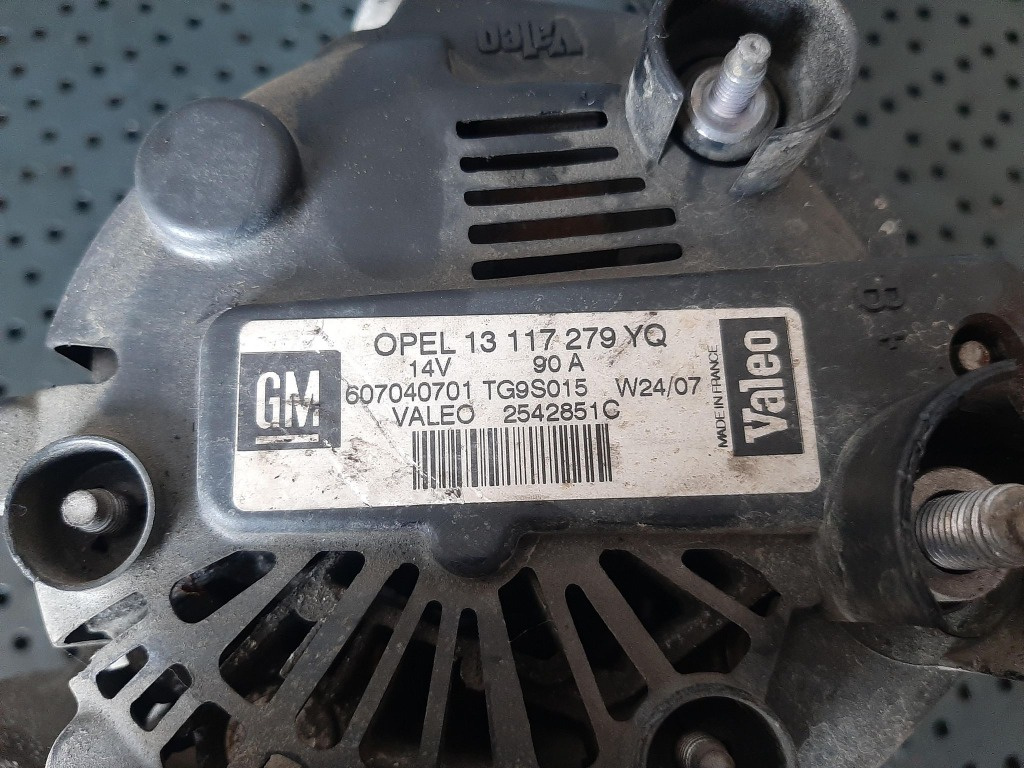 Valeo
B+
OPEL 13 117 279 YQ
14V 90 A
607040701 TG9S015 W24/07
VALEO 2542851C
GM
MADE IN FRANCE
Valeo